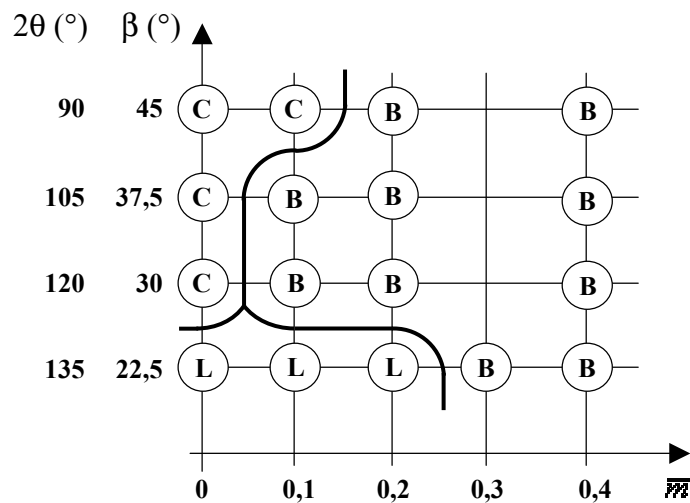 2θ (°) β (°)
90 45 C C B B
105 37,5 C B B B
120 30 C B B B
135 22,5 L L L B B
0 0,1 0,2 0,3 0,4